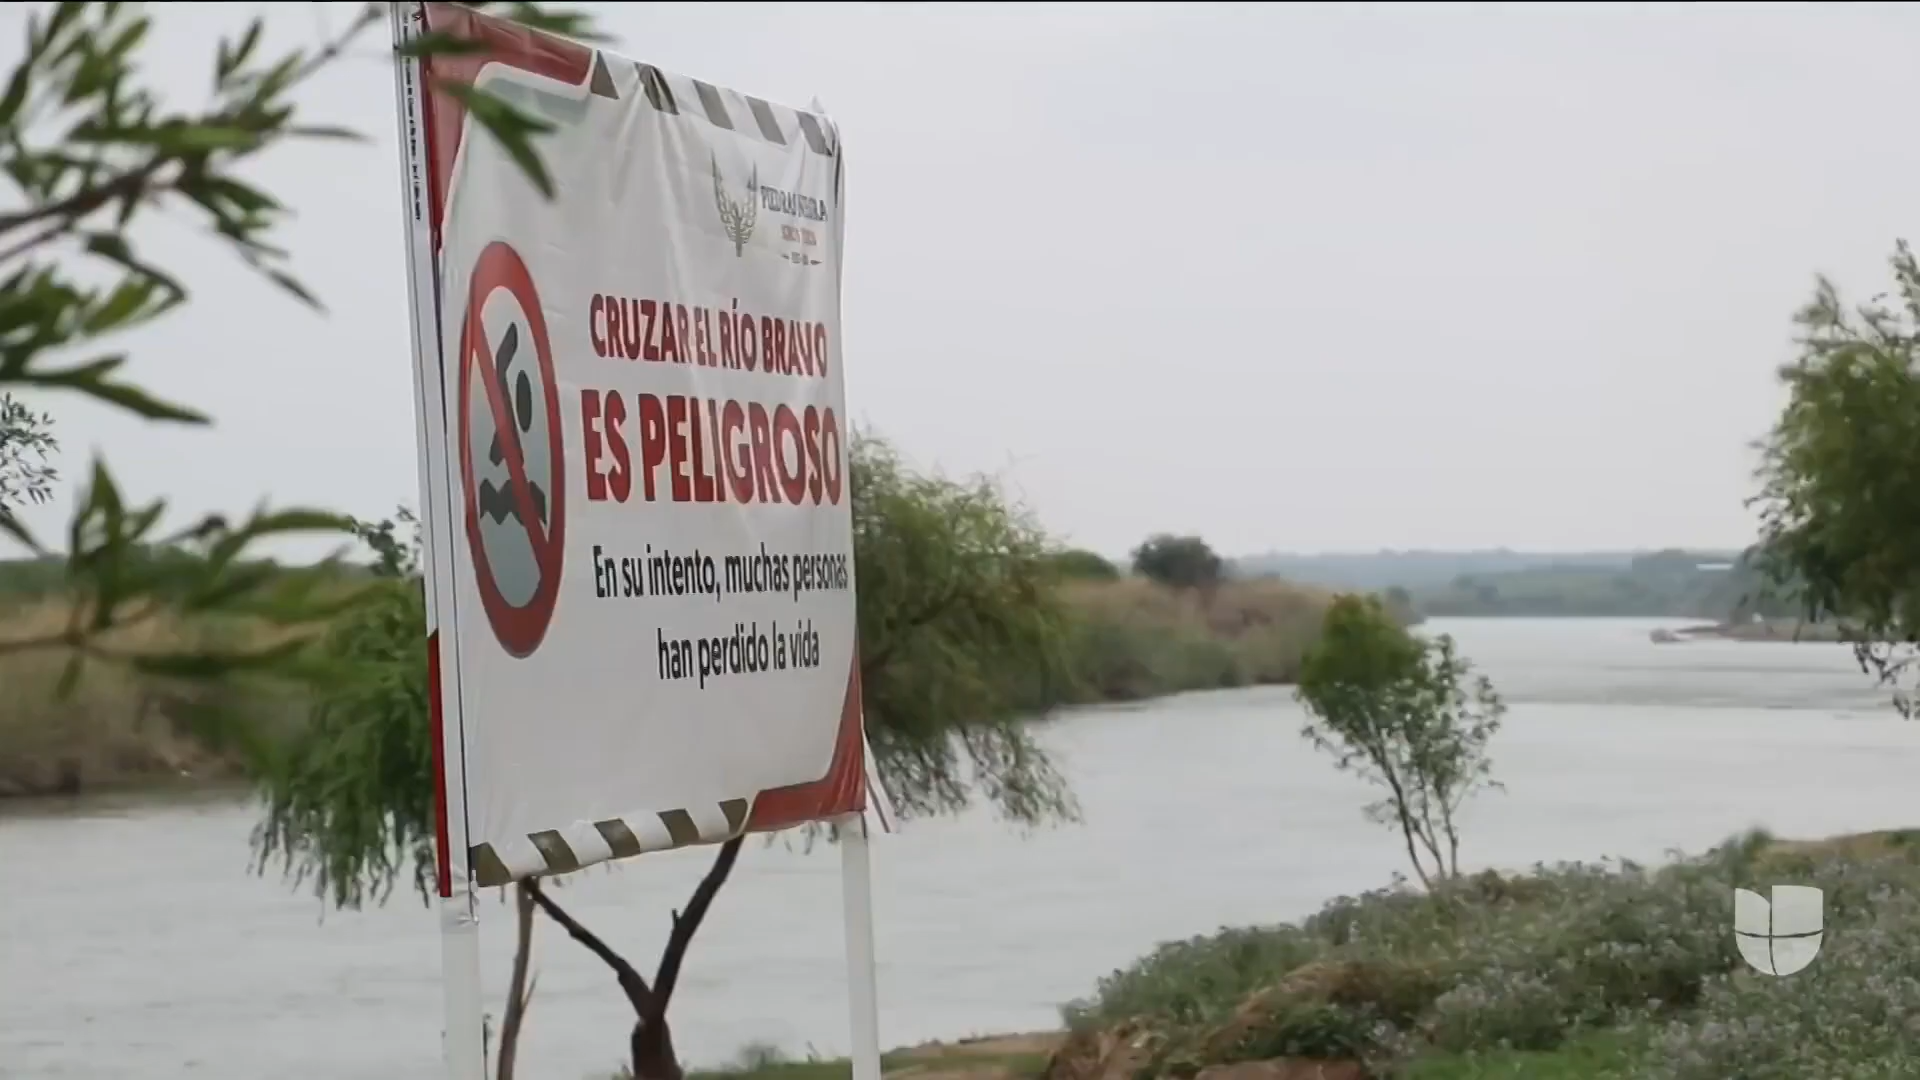 PIEDRAS NEGRAS
CRUZAR EL RÍO BRAVO
ES PELIGROSO
En su intento, muchas personas
han perdido la vida